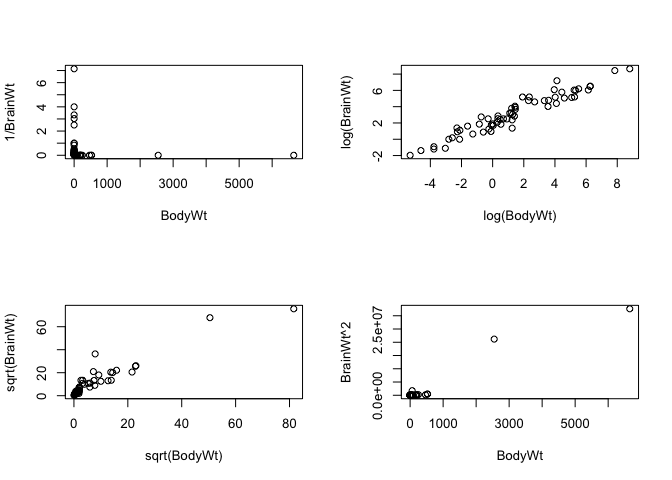 1/BrainWt
6
4
2
0
0 1000 3000 5000
BodyWt
log(BrainWt)
6
2
-2
-4 -2 0 2 4 6 8
log(BodyWt)
sqrt(BrainWt)
60
20
0
0 20 40 60 80
sqrt(BodyWt)
BrainWt^2
2.5e+07
0.0e+00
0 1000 3000 5000
BodyWt